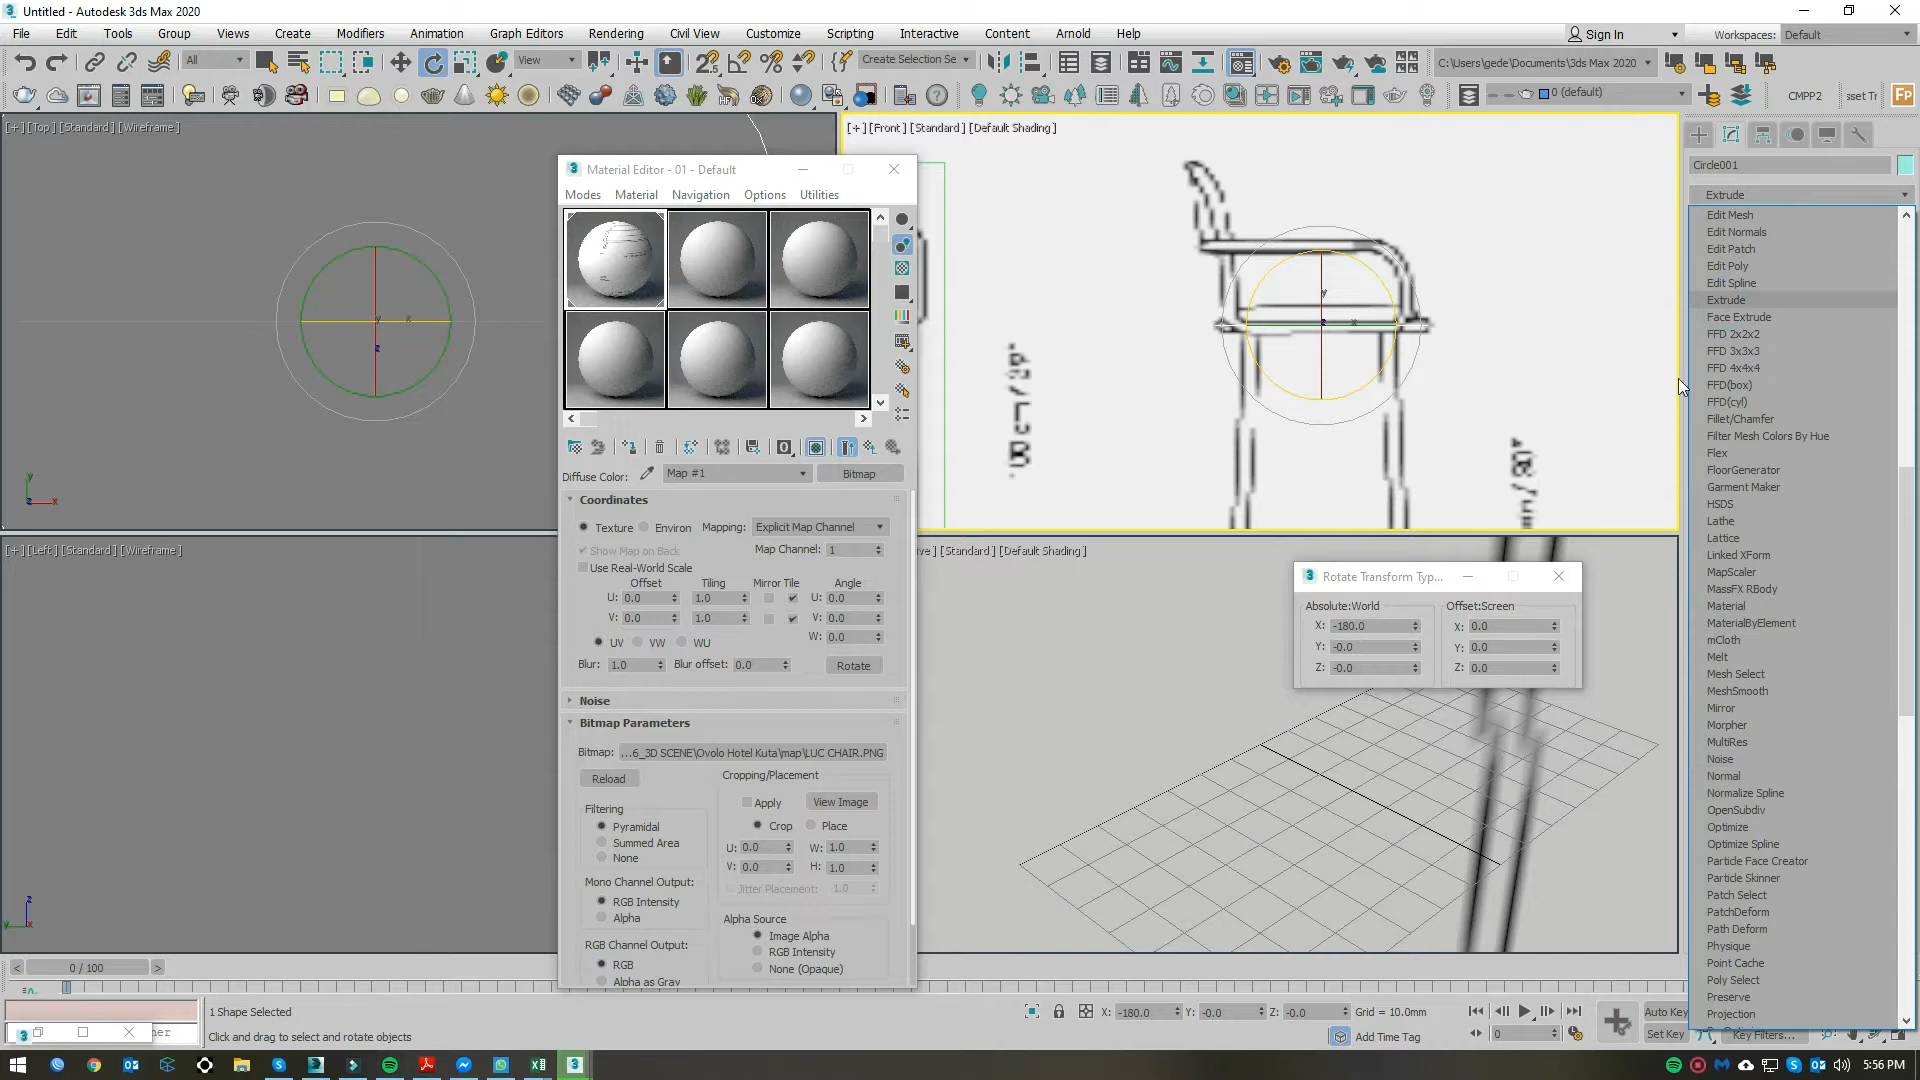 Untitled - Autodesk 3ds Max 2020
File Edit Tools Group Views Create Modifiers Animation Graph Editors Rendering Civil View Customize Scripting Interactive Content Arnold Help
Sign In Workspaces: Default
All View Create Selection Se C:\Users\gede\Documents\3ds Max 2020
0 (default) CMPP2 sset Tr
[+] [Top] [Standard] [Wireframe]
[+] [Front] [Standard] [Default Shading]
[+] [Left] [Standard] [Wireframe]
ve ] [Standard] [Default Shading]
Material Editor - 01 - Default
Modes Material Navigation Options Utilities
Diffuse Color: Map #1 Bitmap
Coordinates
Texture Environ Mapping: Explicit Map Channel
Show Map on Back Map Channel: 1
Use Real-World Scale
Offset Tiling Mirror Tile Angle
U: 0.0 1.0 U: 0.0
V: 0.0 1.0 V: 0.0
UV VW WU W: 0.0
Blur: 1.0 Blur offset: 0.0 Rotate
Noise
Bitmap Parameters
Bitmap: ...6_3D SCENE\Ovolo Hotel Kuta\map\LUC CHAIR.PNG
Reload
Cropping/Placement
Apply View Image
Crop Place
U: 0.0 W: 1.0
V: 0.0 H: 1.0
Jitter Placement: 1.0
Filtering
Pyramidal
Summed Area
None
Mono Channel Output:
RGB Intensity
Alpha
RGB Channel Output:
RGB
Alpha as Gray
Alpha Source
Image Alpha
RGB Intensity
None (Opaque)
Rotate Transform Typ...
Absolute:World Offset:Screen
X: -180.0 X: 0.0
Y: -0.0 Y: 0.0
Z: -0.0 Z: 0.0
Circle001
Extrude
Edit Mesh
Edit Normals
Edit Patch
Edit Poly
Edit Spline
Extrude
Face Extrude
FFD 2x2x2
FFD 3x3x3
FFD 4x4x4
FFD(box)
FFD(cyl)
Fillet/Chamfer
Filter Mesh Colors By Hue
Flex
FloorGenerator
Garment Maker
HSDS
Lathe
Lattice
Linked XForm
MapScaler
MassFX RBody
Material
MaterialByElement
mCloth
Melt
Mesh Select
MeshSmooth
Mirror
Morpher
MultiRes
Noise
Normal
Normalize Spline
OpenSubdiv
Optimize
Optimize Spline
Particle Face Creator
Particle Skinner
Patch Select
PatchDeform
Path Deform
Physique
Point Cache
Poly Select
Preserve
Projection
0 / 100
1 Shape Selected
Click and drag to select and rotate objects
X: -180.0 Y: -0.0 Z: -0.0 Grid = 10.0mm
Add Time Tag
0
Auto Key
Set Key Key Filters...
5:56 PM